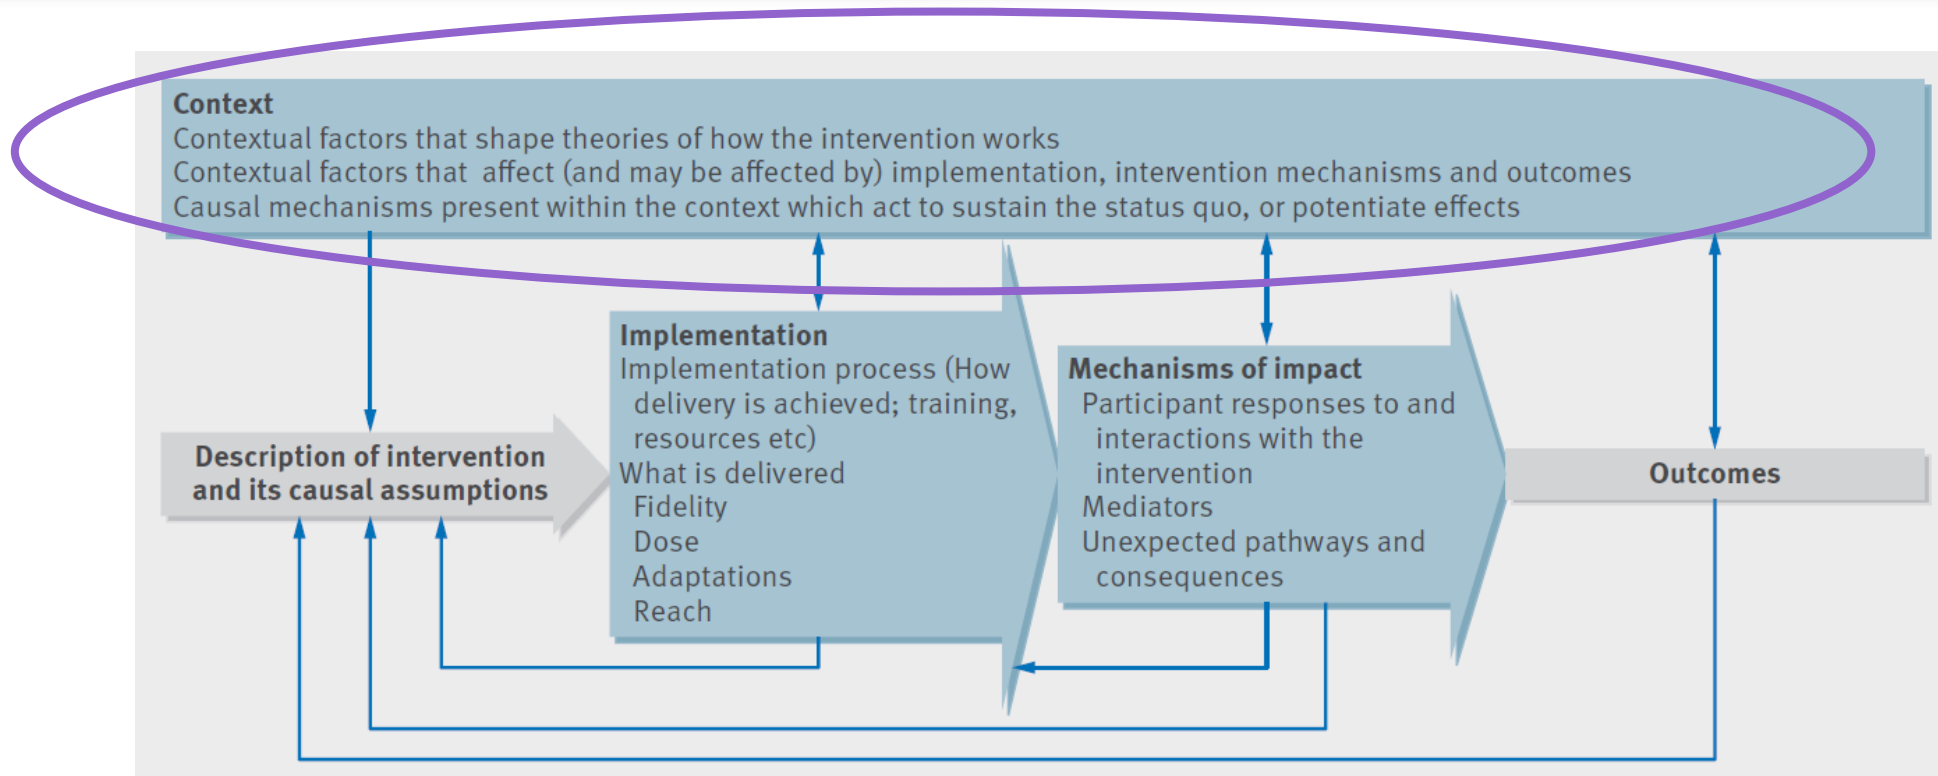 Context
Contextual factors that shape theories of how the intervention works
Contextual factors that affect (and may be affected by) implementation, intervention mechanisms and outcomes
Causal mechanisms present within the context which act to sustain the status quo, or potentiate effects
Description of intervention
and its causal assumptions
Implementation
Implementation process (How
delivery is achieved; training,
resources etc)
What is delivered
Fidelity
Dose
Adaptations
Reach
Mechanisms of impact
Participant responses to and
interactions with the
intervention
Mediators
Unexpected pathways and
consequences
Outcomes